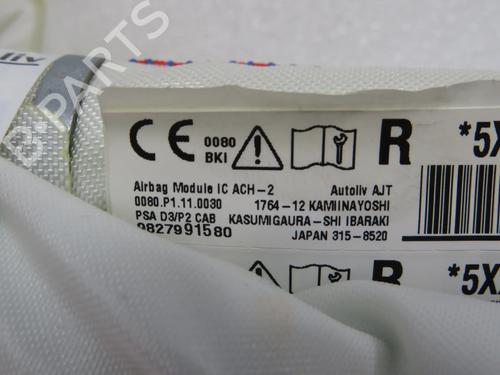 liv
B-PARTS
CE 0080 BKI R *5X
Airbag Module IC ACH-2 Autoliv AJT
0080.P1.11.0030 1764-12 KAMIINAYOSHI
PSA D3/P2 CAB KASUMIGAURA-SHI IBARAKI
9827991580 JAPAN 315-8520
R *5X